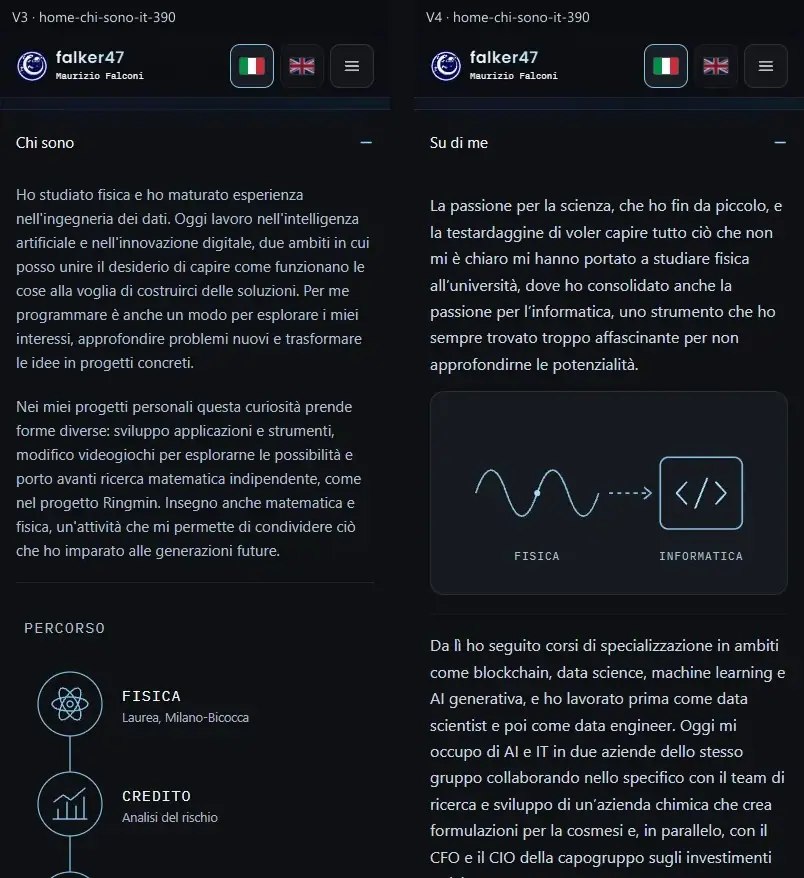 V3 · home-chi-sono-it-390
falker47
Maurizio Falconi
Chi sono
Ho studiato fisica e ho maturato esperienza
nell'ingegneria dei dati. Oggi lavoro nell'intelligenza
artificiale e nell'innovazione digitale, due ambiti in cui
posso unire il desiderio di capire come funzionano le
cose alla voglia di costruirci delle soluzioni. Per me
programmare è anche un modo per esplorare i miei
interessi, approfondire problemi nuovi e trasformare
le idee in progetti concreti.
Nei miei progetti personali questa curiosità prende
forme diverse: sviluppo applicazioni e strumenti,
modifico videogiochi per esplorarne le possibilità e
porto avanti ricerca matematica indipendente, come
nel progetto Ringmin. Insegno anche matematica e
fisica, un'attività che mi permette di condividere ciò
che ho imparato alle generazioni future.
PERCORSO
FISICA
Laurea, Milano-Bicocca
CREDITO
Analisi del rischio
V4 · home-chi-sono-it-390
falker47
Maurizio Falconi
Su di me
La passione per la scienza, che ho fin da piccolo, e
la testardaggine di voler capire tutto ciò che non
mi è chiaro mi hanno portato a studiare fisica
all'università, dove ho consolidato anche la
passione per l'informatica, uno strumento che ho
sempre trovato troppo affascinante per non
approfondirne le potenzialità.
</>
FISICA
INFORMATICA
Da lì ho seguito corsi di specializzazione in ambiti
come blockchain, data science, machine learning e
AI generativa, e ho lavorato prima come data
scientist e poi come data engineer. Oggi mi
occupo di AI e IT in due aziende dello stesso
gruppo collaborando nello specifico con il team di
ricerca e sviluppo di un'azienda chimica che crea
formulazioni per la cosmesi e, in parallelo, con il
CFO e il CIO della capogruppo sugli investimenti